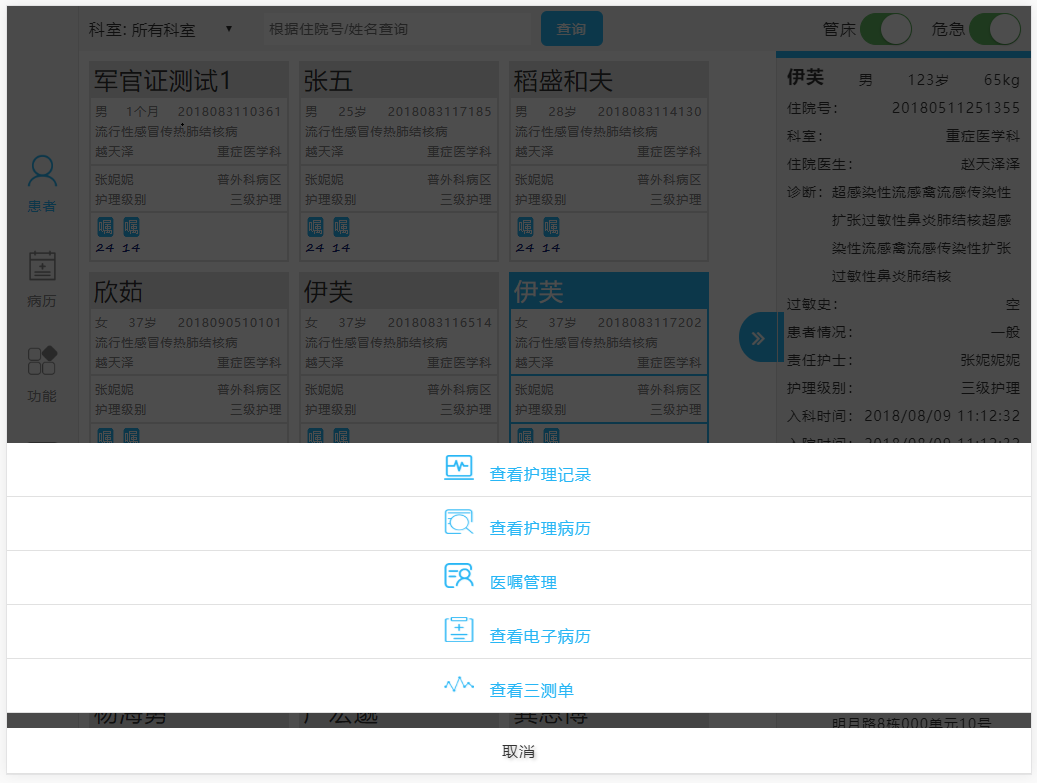 科室: 所有科室
根据住院号/姓名查询
查询
管床
危急
患者
病历
功能
军官证测试1
男 1个月 2018083110361
流行性感冒传热肺结核病
越天泽 重症医学科
张妮妮 普外科病区
护理级别 三级护理
嘱 嘱
24 14
张五
男 25岁 2018083117185
流行性感冒传热肺结核病
越天泽 重症医学科
张妮妮 普外科病区
护理级别 三级护理
嘱 嘱
24 14
稻盛和夫
男 28岁 2018083114130
流行性感冒传热肺结核病
越天泽 重症医学科
张妮妮 普外科病区
护理级别 三级护理
嘱 嘱
24 14
欣茹
女 37岁 2018090510101
流行性感冒传热肺结核病
越天泽 重症医学科
张妮妮 普外科病区
护理级别 三级护理
伊芙
女 37岁 2018083116514
流行性感冒传热肺结核病
越天泽 重症医学科
张妮妮 普外科病区
护理级别 三级护理
伊芙
女 37岁 2018083117202
流行性感冒传热肺结核病
越天泽 重症医学科
张妮妮 普外科病区
护理级别 三级护理
伊芙 男 123岁 65kg
住院号: 20180511251355
科室: 重症医学科
住院医生: 赵天泽泽
诊断: 超感染性流感禽流感传染性
扩张过敏性鼻炎肺结核超感
染性流感禽流感传染性扩张
过敏性鼻炎肺结核
过敏史: 空
患者情况: 一般
责任护士: 张妮妮妮
护理级别: 三级护理
入科时间: 2018/08/09 11:12:32
入院时间: 2018/08/09 11:12:32
查看护理记录
查看护理病历
医嘱管理
查看电子病历
查看三测单
明月路8栋000单元10号
取消